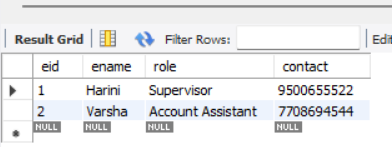 Result Grid Filter Rows: Edi
eid ename role contact
1 Harini Supervisor 9500655522
2 Varsha Account Assistant 7708694544
NULL NULL NULL NULL